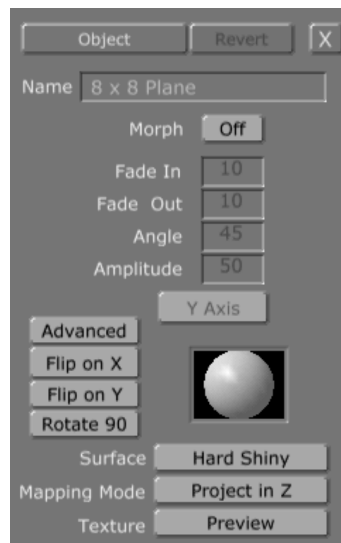 Object Revert X
Name 8 x 8 Plane
Morph Off
Fade In 10
Fade Out 10
Angle 45
Amplitude 50
Y Axis
Advanced
Flip on X
Flip on Y
Rotate 90
Surface Hard Shiny
Mapping Mode Project in Z
Texture Preview